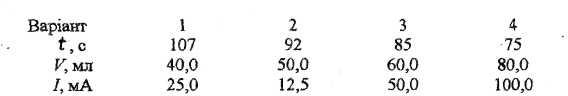 Варіант 1 2 3 4
t, с 107 92 85 75
V, мл 40,0 50,0 60,0 80,0
I, мА 25,0 12,5 50,0 100,0